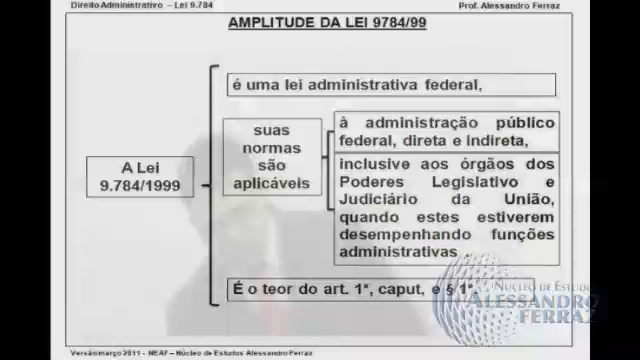 Direito Administrativo – Lei 9.784
Prof. Alessandro Ferraz
AMPLITUDE DA LEI 9784/99
A Lei
9.784/1999
é uma lei administrativa federal,
suas
normas
são
aplicáveis
à administração público
federal, direta e indireta,
inclusive aos órgãos dos
Poderes Legislativo e
Judiciário da União,
quando estes estiverem
desempenhando funções
administrativas .
É o teor do art. 1°, caput, e § 1°
NÚCLEO DE ESTUDO
ALESSANDRO
FERRAZ
Versão março 2011 - NEAF – Núcleo de Estudos Alessandro Ferraz